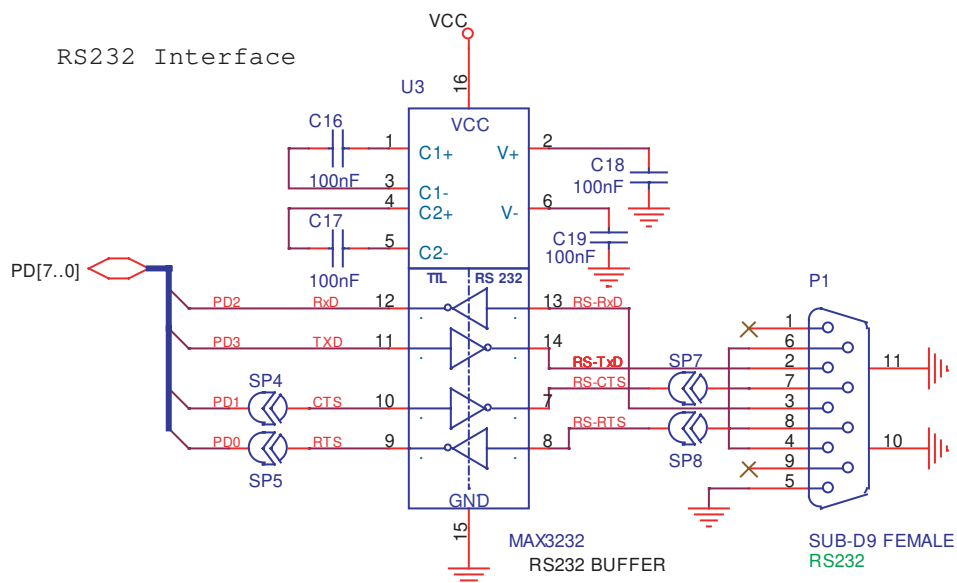 RS232 Interface
VCC
16
U3
VCC
C16
100nF
1
3
4
5
C1+
C1-
C2+
C2-
V+
V-
2
6
C18
100nF
C17
100nF
C19
100nF
PD[7..0]
TTL
RS 232
PD2
RxD
12
13
RS-RxD
PD3
TXD
11
14
RS-TxD
SP4
PD1
CTS
10
7
RS-CTS
SP7
PD0
RTS
9
8
RS-RTS
SP5
SP8
GND
15
MAX3232
RS232 BUFFER
P1
1
6
2
7
3
8
4
9
5
11
10
SUB-D9 FEMALE
RS232